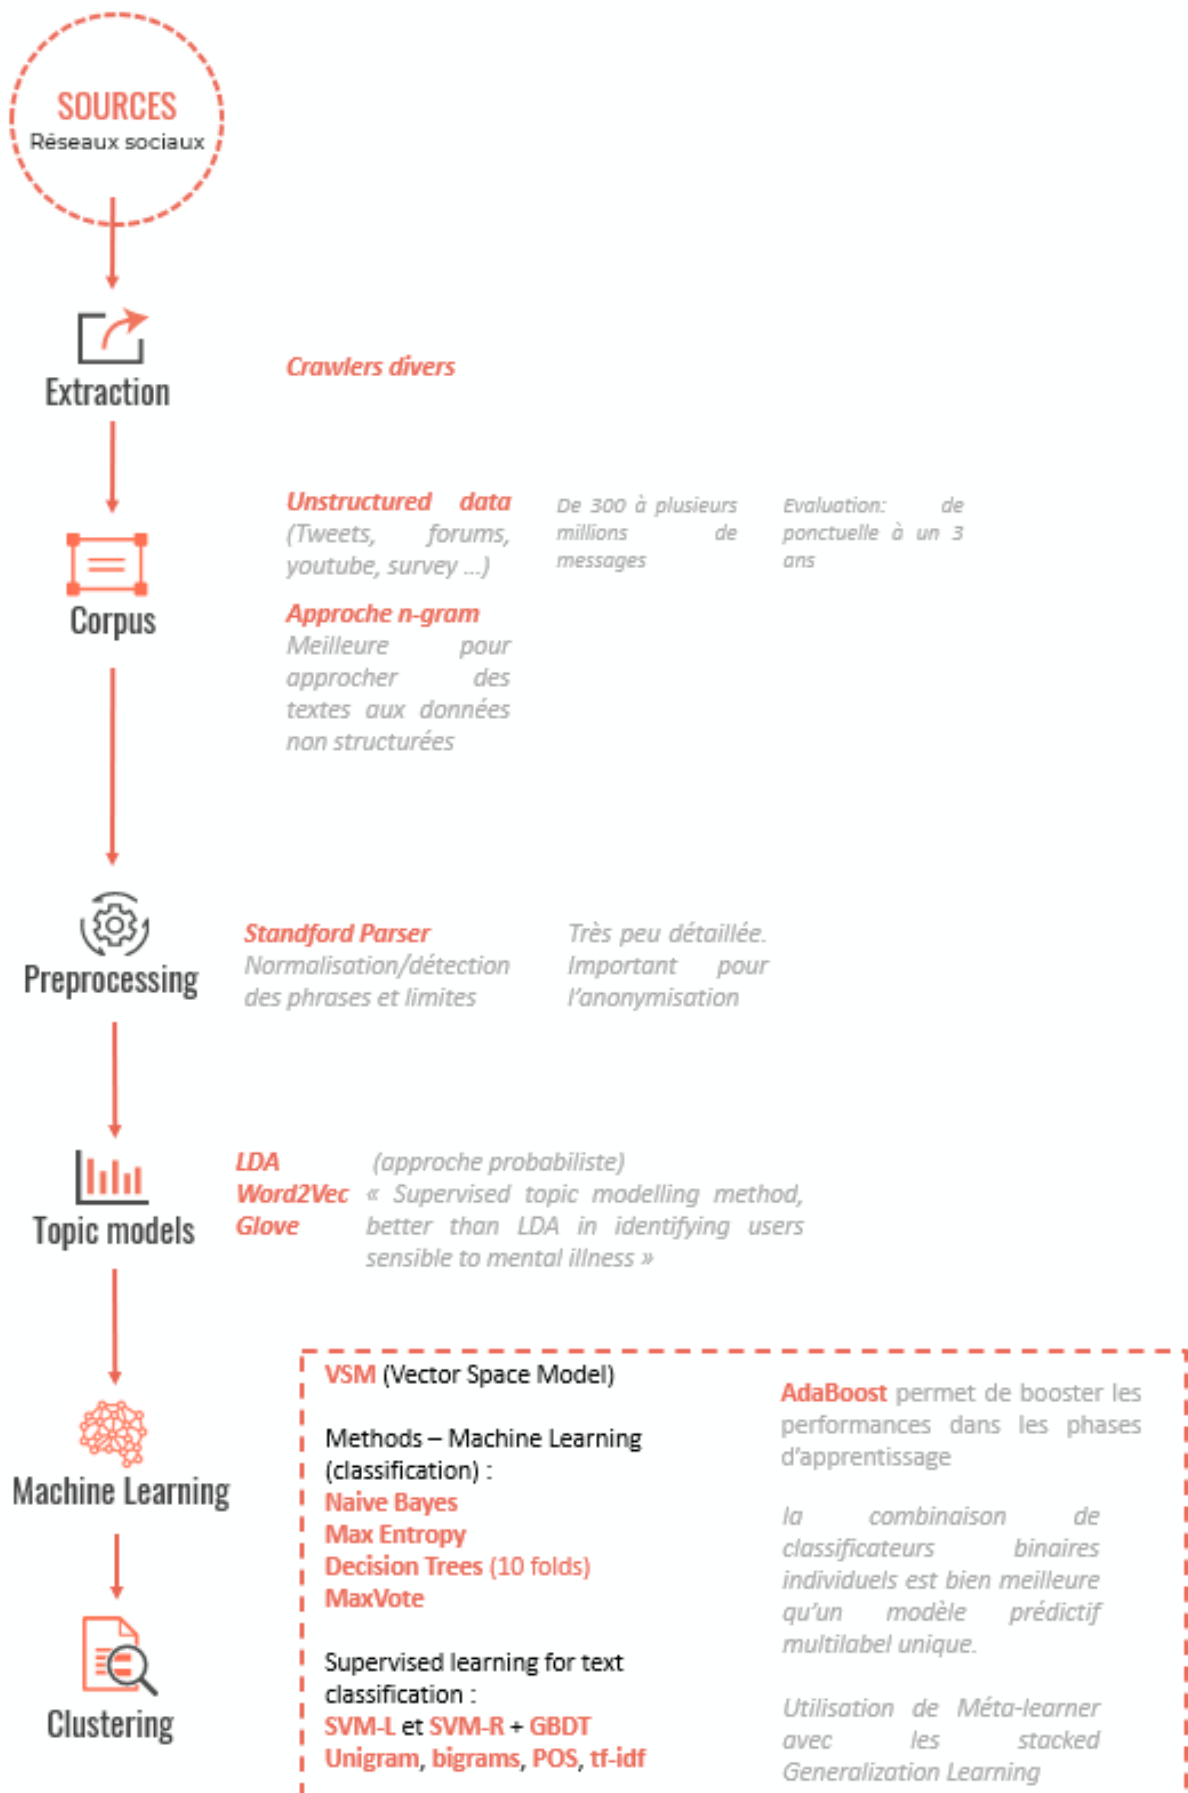 SOURCES
Réseaux sociaux
Extraction
Crawlers divers
Corpus
Unstructured data
(Tweets, forums,
youtube, survey ...)
De 300 à plusieurs
millions de
messages
Evaluation: de
ponctuelle à un 3
ans
Approche n-gram
Meilleure pour
approcher des
textes aux données
non structurées
Preprocessing
Standford Parser
Normalisation/détection
des phrases et limites
Très peu détaillée.
Important pour
l'anonymisation
Topic models
LDA (approche probabiliste)
Word2Vec « Supervised topic modelling method,
Glove better than LDA in identifying users
sensible to mental illness »
Machine Learning
Clustering
VSM (Vector Space Model)
Methods – Machine Learning
(classification) :
Naive Bayes
Max Entropy
Decision Trees (10 folds)
MaxVote
Supervised learning for text
classification :
SVM-L et SVM-R + GBDT
Unigram, bigrams, POS, tf-idf
AdaBoost permet de booster les
performances dans les phases
d'apprentissage
la combinaison de
classificateurs binaires
individuels est bien meilleure
qu'un modèle prédictif
multilabel unique.
Utilisation de Méta-learner
avec les stacked
Generalization Learning